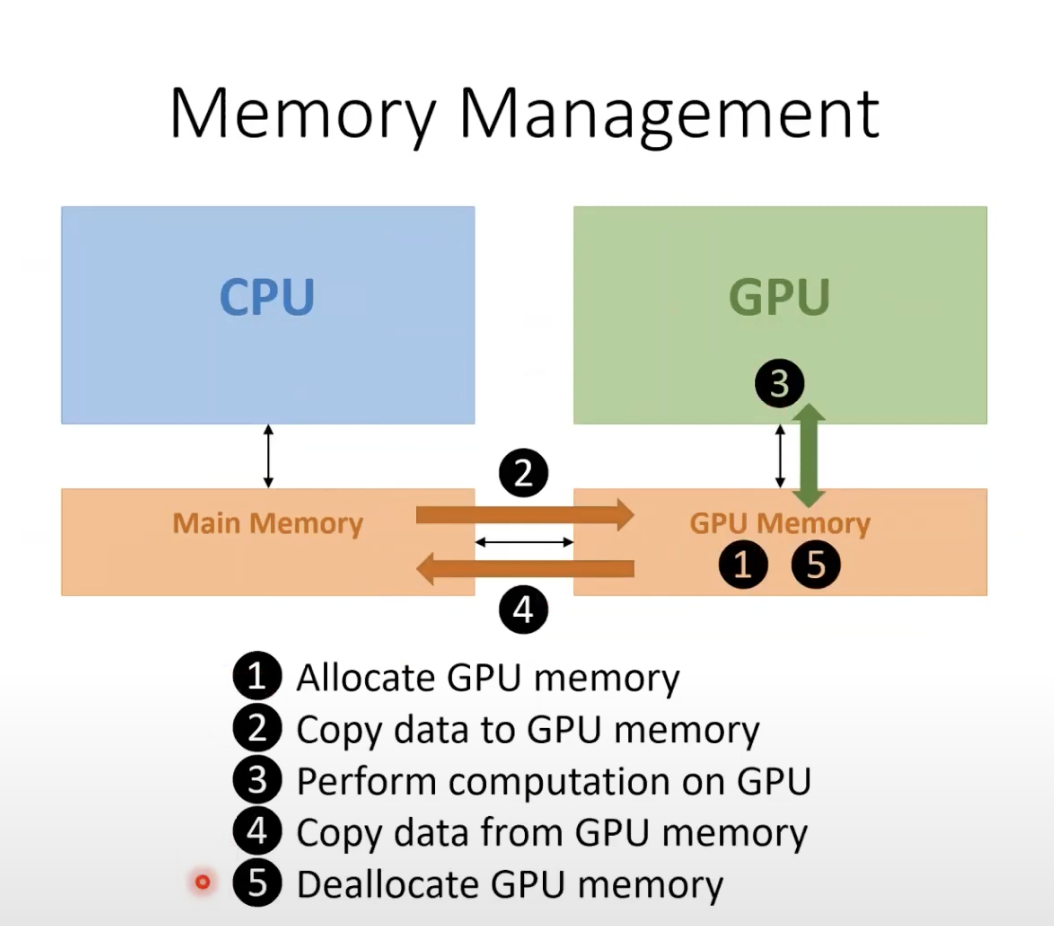 Memory Management
CPU
GPU
3
2
Main Memory
GPU Memory
1 5
4
1 Allocate GPU memory
2 Copy data to GPU memory
3 Perform computation on GPU
4 Copy data from GPU memory
5 Deallocate GPU memory